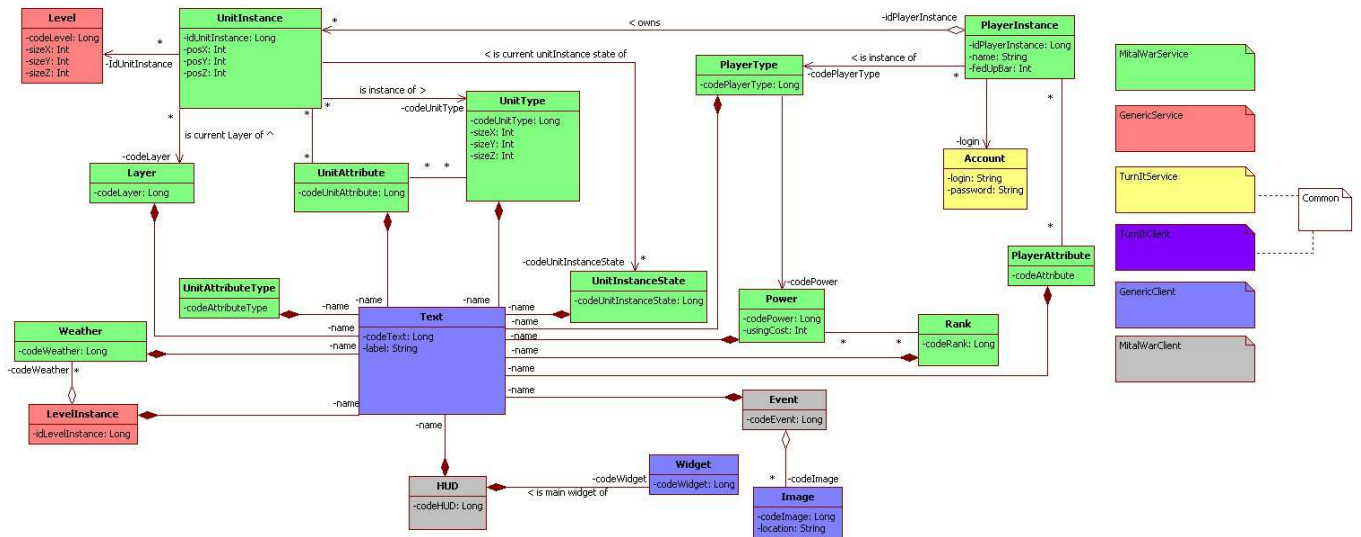 Level
-codeLevel: Long
-sizeX: Int
-sizeY: Int
-sizeZ: Int
*
-IdUnitInstance
UnitInstance
-idUnitInstance: Long
-posX: Int
-posY: Int
-posZ: Int
*
< owns
-idPlayerInstance
PlayerInstance
-idPlayerInstance: Long
-name: String
-fedUpBar: Int
< is current unitInstance state of
< is instance of
*
-codePlayerType
PlayerType
-codePlayerType: Long
is instance of >
*
-codeUnitType
UnitType
-codeUnitType: Long
-sizeX: Int
-sizeY: Int
-sizeZ: Int
*
is current Layer of ^
-codeLayer
Layer
-codeLayer: Long
*
*
UnitAttribute
-codeUnitAttribute: Long
*
*
-login
Account
-login: String
-password: String
*
*
PlayerAttribute
-codeAttribute
MitalWarService
GenericService
TurnItService
Common
TurnItClient
GenericClient
MitalWarClient
-codeUnitInstanceState
*
UnitInstanceState
-codeUnitInstanceState: Long
-codePower
Power
-codePower: Long
-usingCost: Int
*
*
Rank
-codeRank: Long
UnitAttributeType
-codeAttributeType
Weather
-codeWeather: Long
-codeWeather
*
LevelInstance
-idLevelInstance: Long
-name
-name
-name
-name
-name
-name
-name
-name
-name
-name
-name
-name
-name
-name
Text
-codeText: Long
-label: String
Event
-codeEvent: Long
*
-codeImage
Image
-codeImage: Long
-location: String
HUD
-codeHUD: Long
-codeWidget
< is main widget of
Widget
-codeWidget: Long